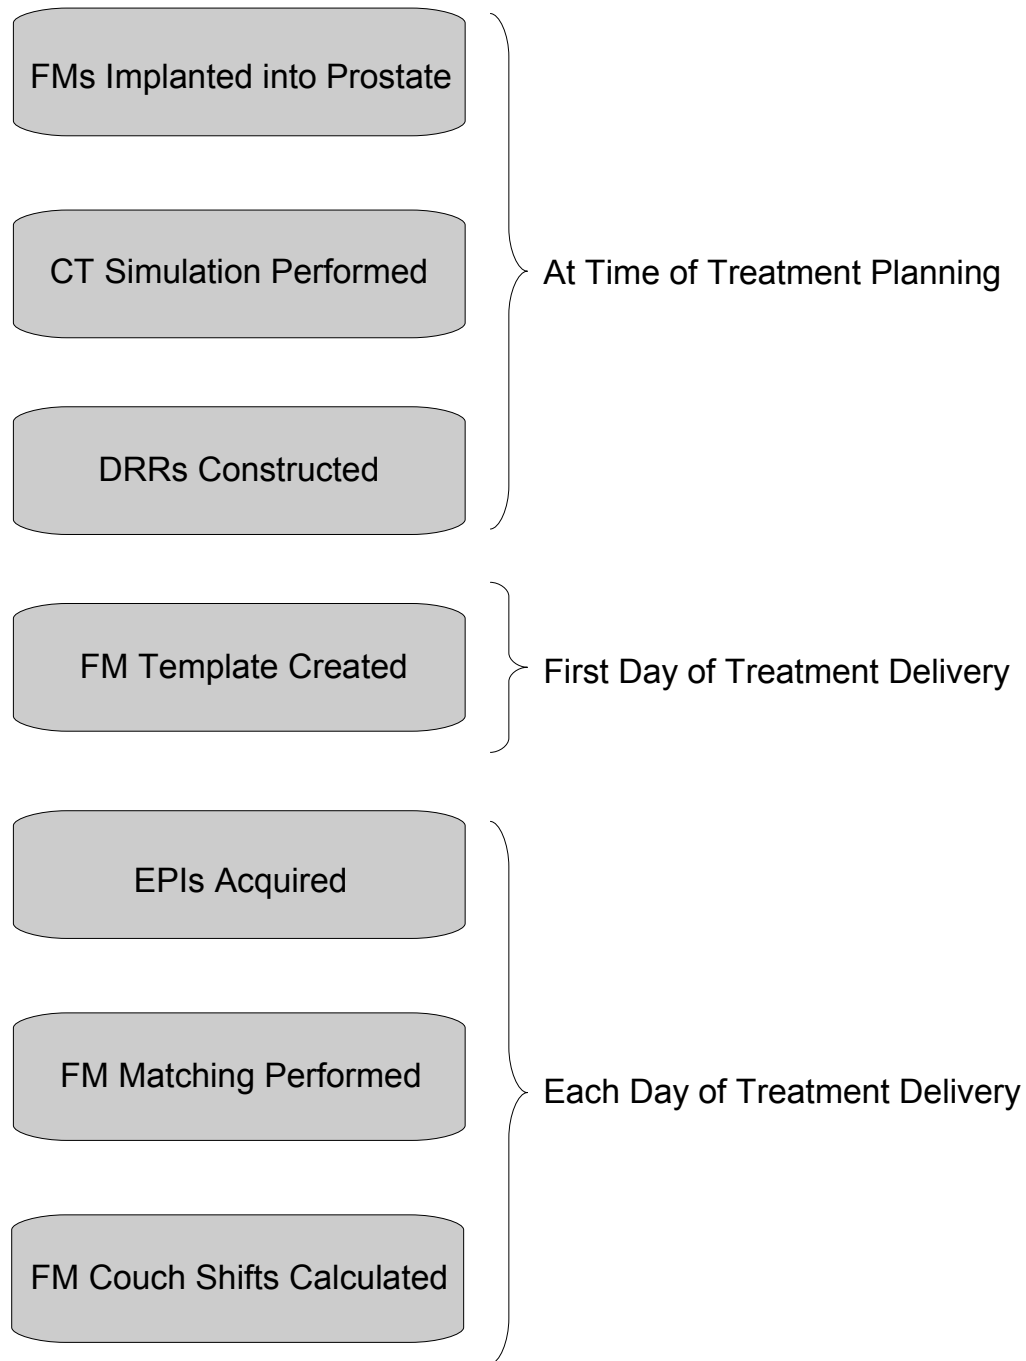 FMs Implanted into Prostate
CT Simulation Performed
At Time of Treatment Planning
DRRs Constructed
FM Template Created
First Day of Treatment Delivery
EPIs Acquired
FM Matching Performed
Each Day of Treatment Delivery
FM Couch Shifts Calculated